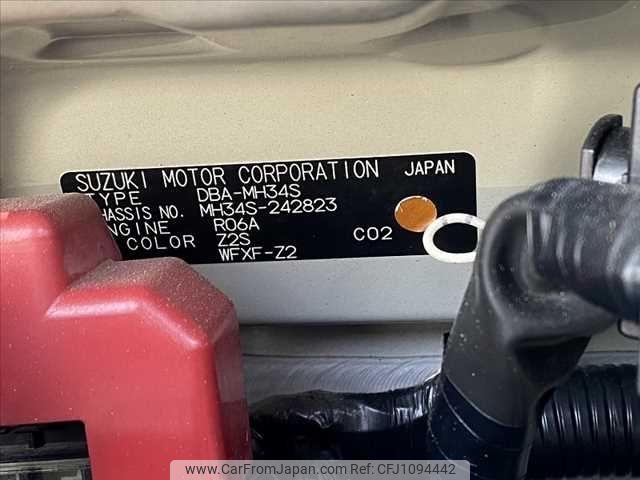 SUZUKI MOTOR CORPORATION JAPAN
TYPE DBA-MH34S
CHASSIS NO. MH34S-242823
ENGINE R06A
COLOR Z2S CO2
WFXF-Z2
www.CarFromJapan.com | Ref. CFJ1094442